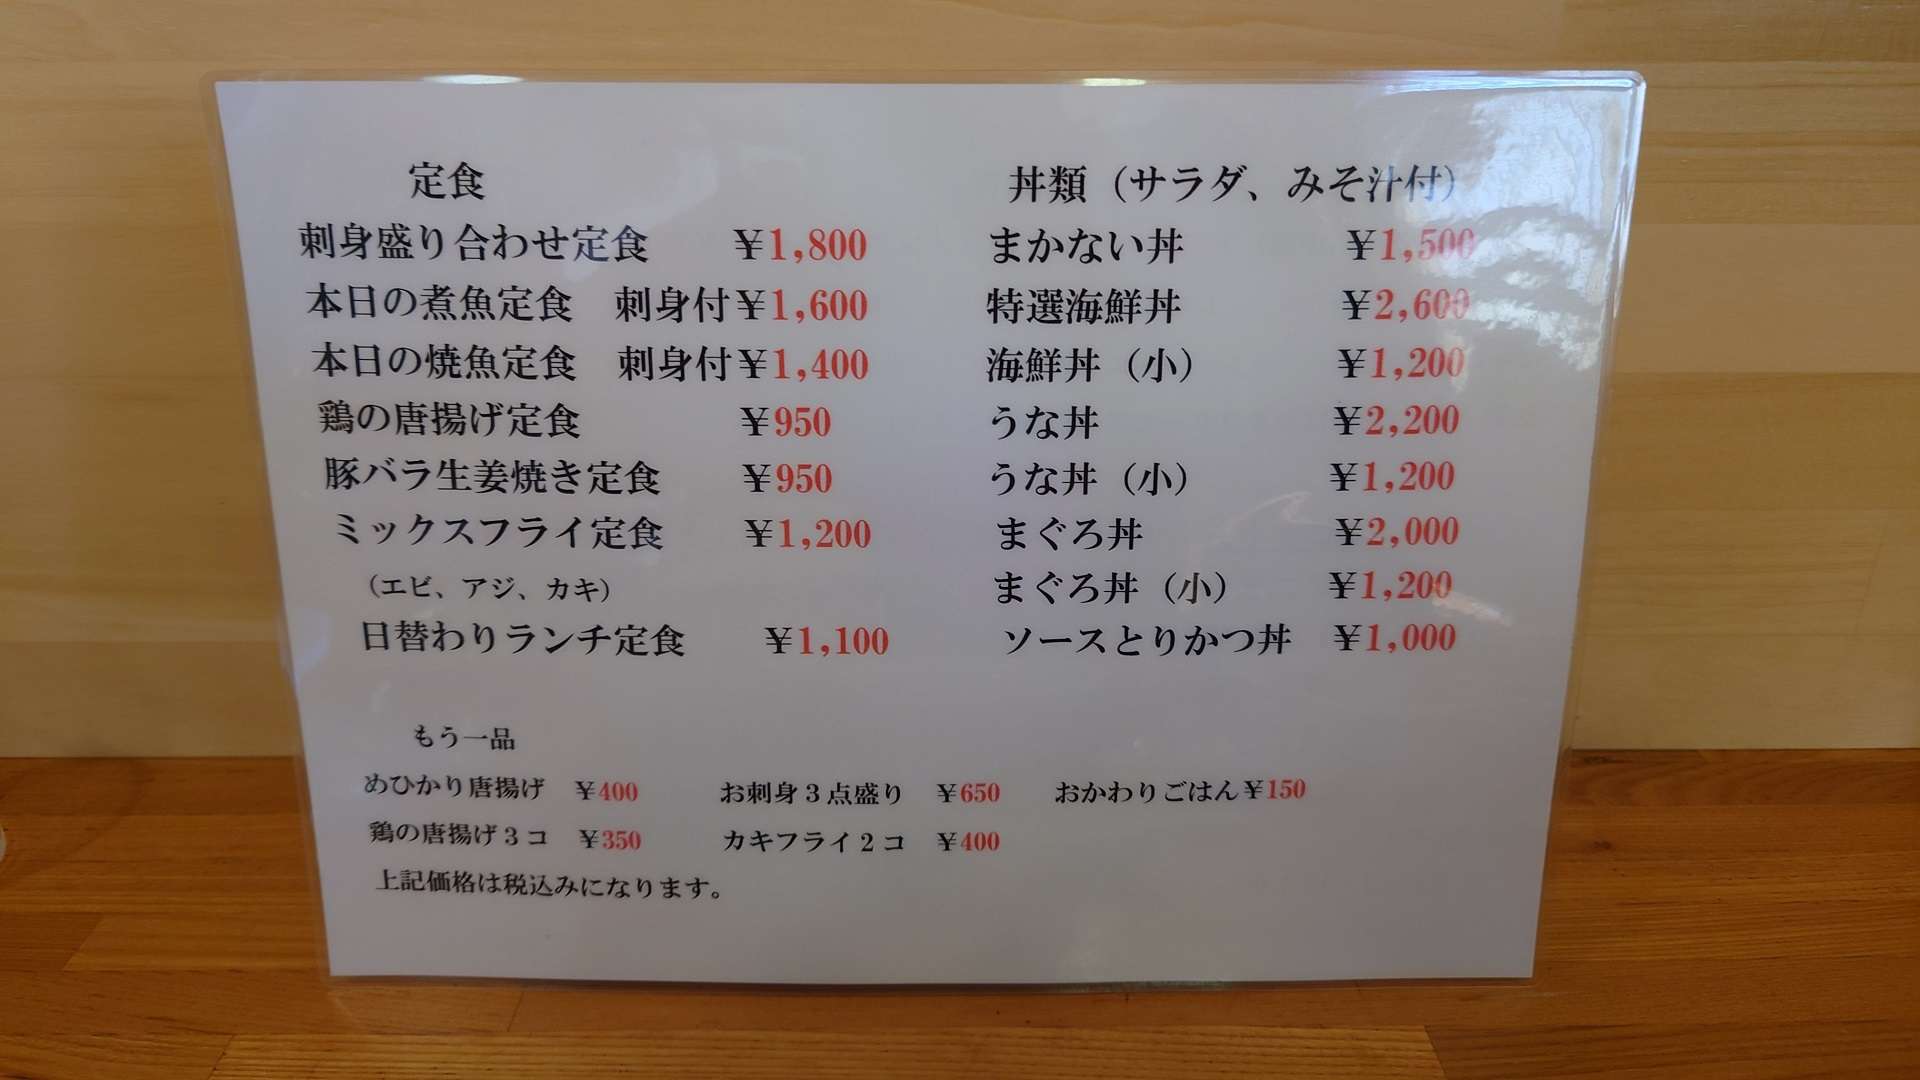 定食
刺身盛り合わせ定食 ￥1,800
本日の煮魚定食 刺身付￥1,600
本日の焼魚定食 刺身付￥1,400
鶏の唐揚げ定食 ￥950
豚バラ生姜焼き定食 ￥950
ミックスフライ定食 ￥1,200
（エビ、アジ、カキ）
日替わりランチ定食 ￥1,100
丼類（サラダ、みそ汁付）
まかない丼 ￥1,500
特選海鮮丼 ￥2,600
海鮮丼（小） ￥1,200
うな丼 ￥2,200
うな丼（小） ￥1,200
まぐろ丼 ￥2,000
まぐろ丼（小） ￥1,200
ソースとりかつ丼 ￥1,000
もう一品
めひかり唐揚げ ￥400 お刺身３点盛り ￥650 おかわりごはん￥150
鶏の唐揚げ３コ ￥350 カキフライ２コ ￥400
上記価格は税込みになります。